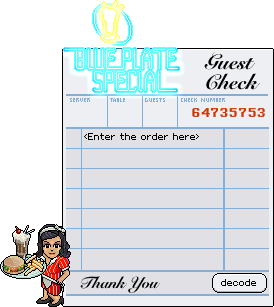 BLUE PLATE
SPECIAL
Guest
Check
SERVER TABLE GUESTS CHECK NUMBER
64735753
<Enter the order here>
Thank You
decode